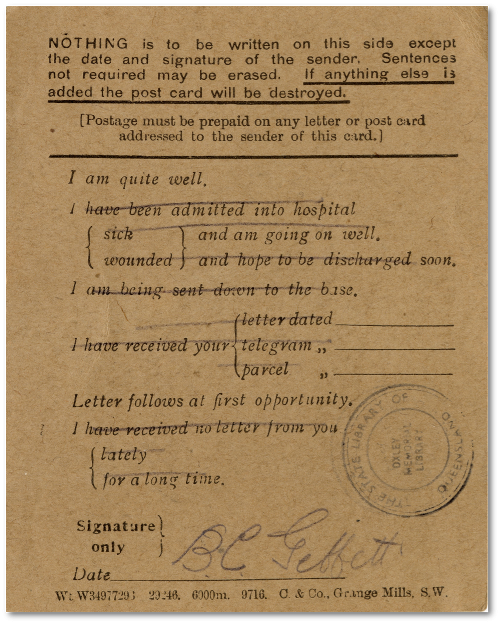 NOTHING is to be written on this side except
the date and signature of the sender. Sentences
not required may be erased. If anything else is
added the post card will be destroyed.
[Postage must be prepaid on any letter or post card
addressed to the sender of this card.]
I am quite well.
I have been admitted into hospital
{ sick } and am going on well.
{ wounded } and hope to be discharged soon.
I am being sent down to the base.
{ letter dated
I have received your { telegram „
{ parcel „
Letter follows at first opportunity.
I have received no letter from you
{ lately
{ for a long time.
THE STATE LIBRARY OF QUEENSLAND
OXLEY
MEMORIAL
LIBRARY
Signature }
only }
B.C.
Date
Wt. W34977293 29246. 6000m. 9716. C. & Co., Grange Mills, S.W.